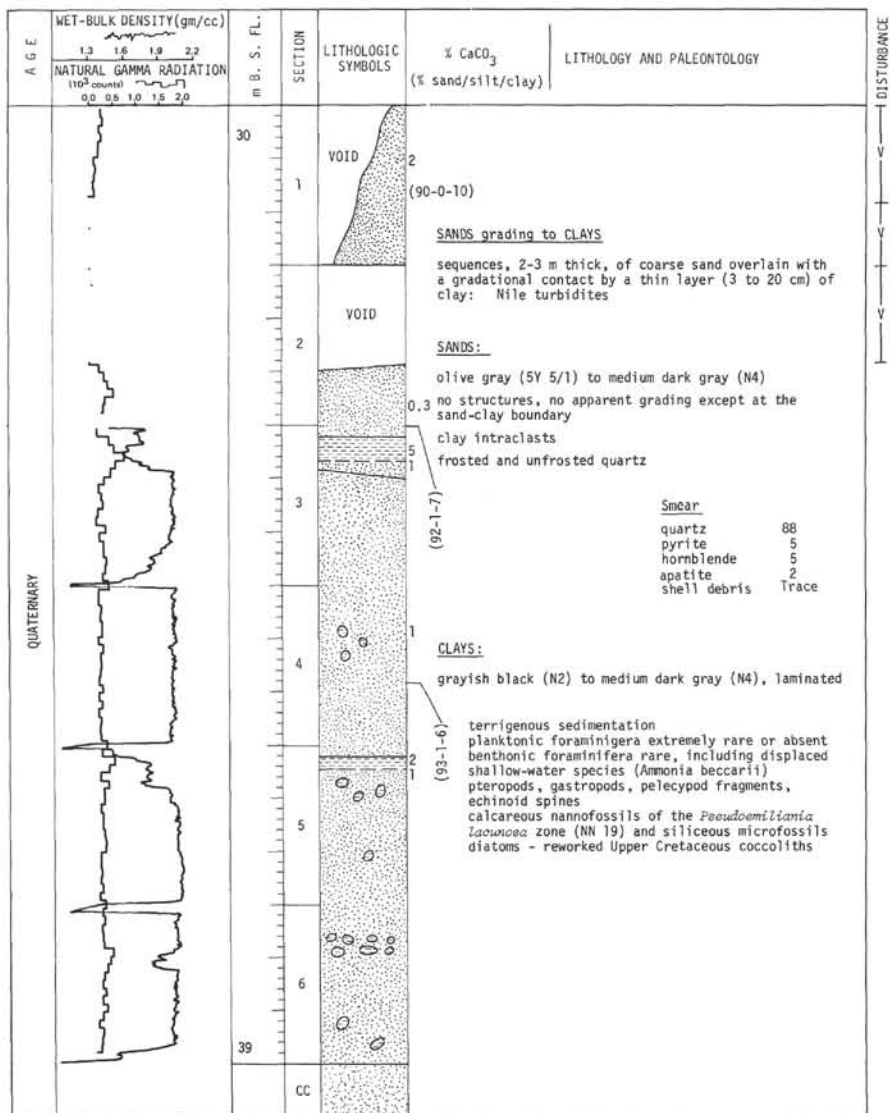 AGE
WET-BULK DENSITY(gm/cc)
1.3 1.6 1.9 2.2
NATURAL GAMMA RADIATION
(10³ counts)
0.0 0.5 1.0 1.5 2.0
m B. S. FL.
SECTION
LITHOLOGIC
SYMBOLS
% CaCO₃
(% sand/silt/clay)
LITHOLOGY AND PALEONTOLOGY
DISTURBANCE
QUATERNARY
30
39
1
2
3
4
5
6
CC
VOID
VOID
2
(90-0-10)
0.3
5
1
(92-1-7)
1
(93-1-6)
2
1
SANDS grading to CLAYS
sequences, 2-3 m thick, of coarse sand overlain with
a gradational contact by a thin layer (3 to 20 cm) of
clay: Nile turbidites
SANDS:
olive gray (5Y 5/1) to medium dark gray (N4)
no structures, no apparent grading except at the
sand-clay boundary
clay intraclasts
frosted and unfrosted quartz
Smear
quartz 88
pyrite 5
hornblende 5
apatite 2
shell debris Trace
CLAYS:
grayish black (N2) to medium dark gray (N4), laminated
terrigenous sedimentation
planktonic foraminigera extremely rare or absent
benthonic foraminifera rare, including displaced
shallow-water species (Ammonia beccarii)
pteropods, gastropods, pelecypod fragments,
echinoid spines
calcareous nannofossils of the Pseudoemiliania
laounosa zone (NN 19) and siliceous microfossils
diatoms - reworked Upper Cretaceous coccoliths
V
V
V